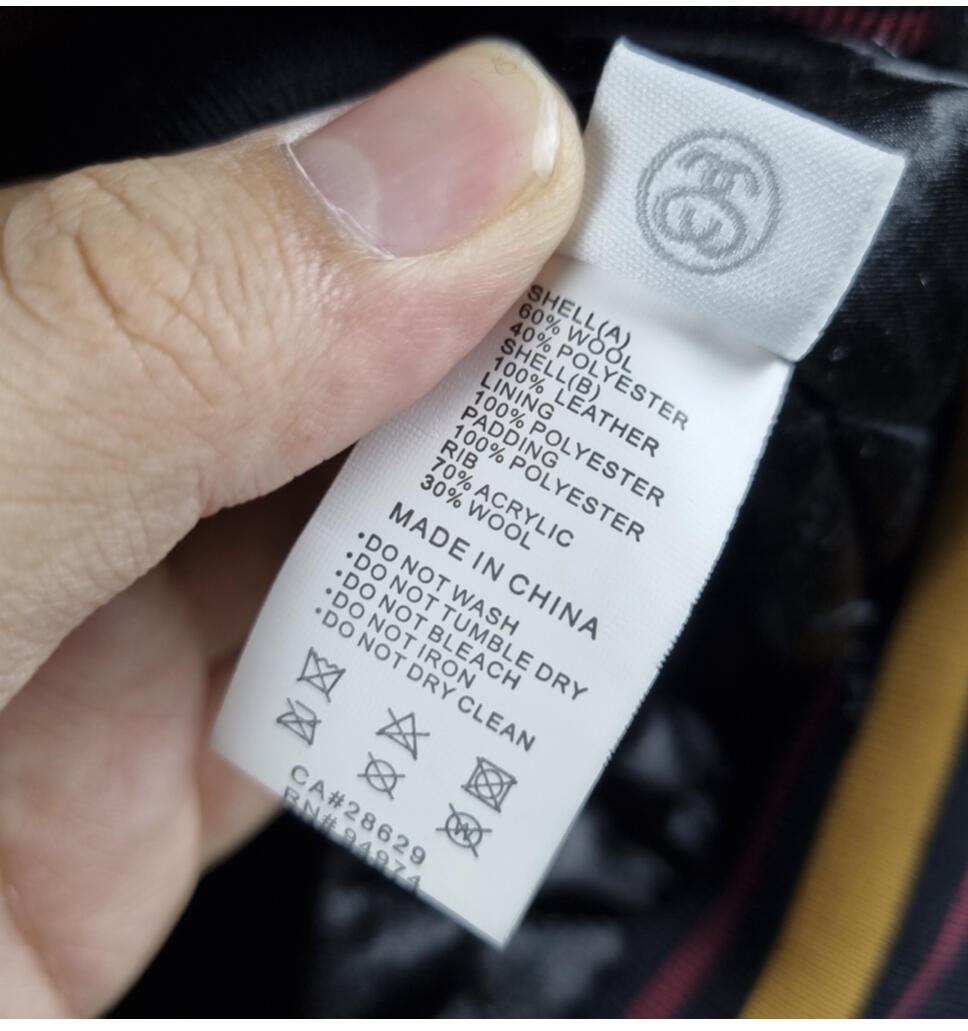 SHELL(A)
60% WOOL
40% POLYESTER
SHELL(B)
100% LEATHER
LINING
100% POLYESTER
PADDING
100% POLYESTER
RIB
70% ACRYLIC
30% WOOL
MADE IN CHINA
•DO NOT WASH
•DO NOT TUMBLE DRY
•DO NOT BLEACH
•DO NOT IRON
•DO NOT DRY CLEAN
W
CA#28629
RN# 94974